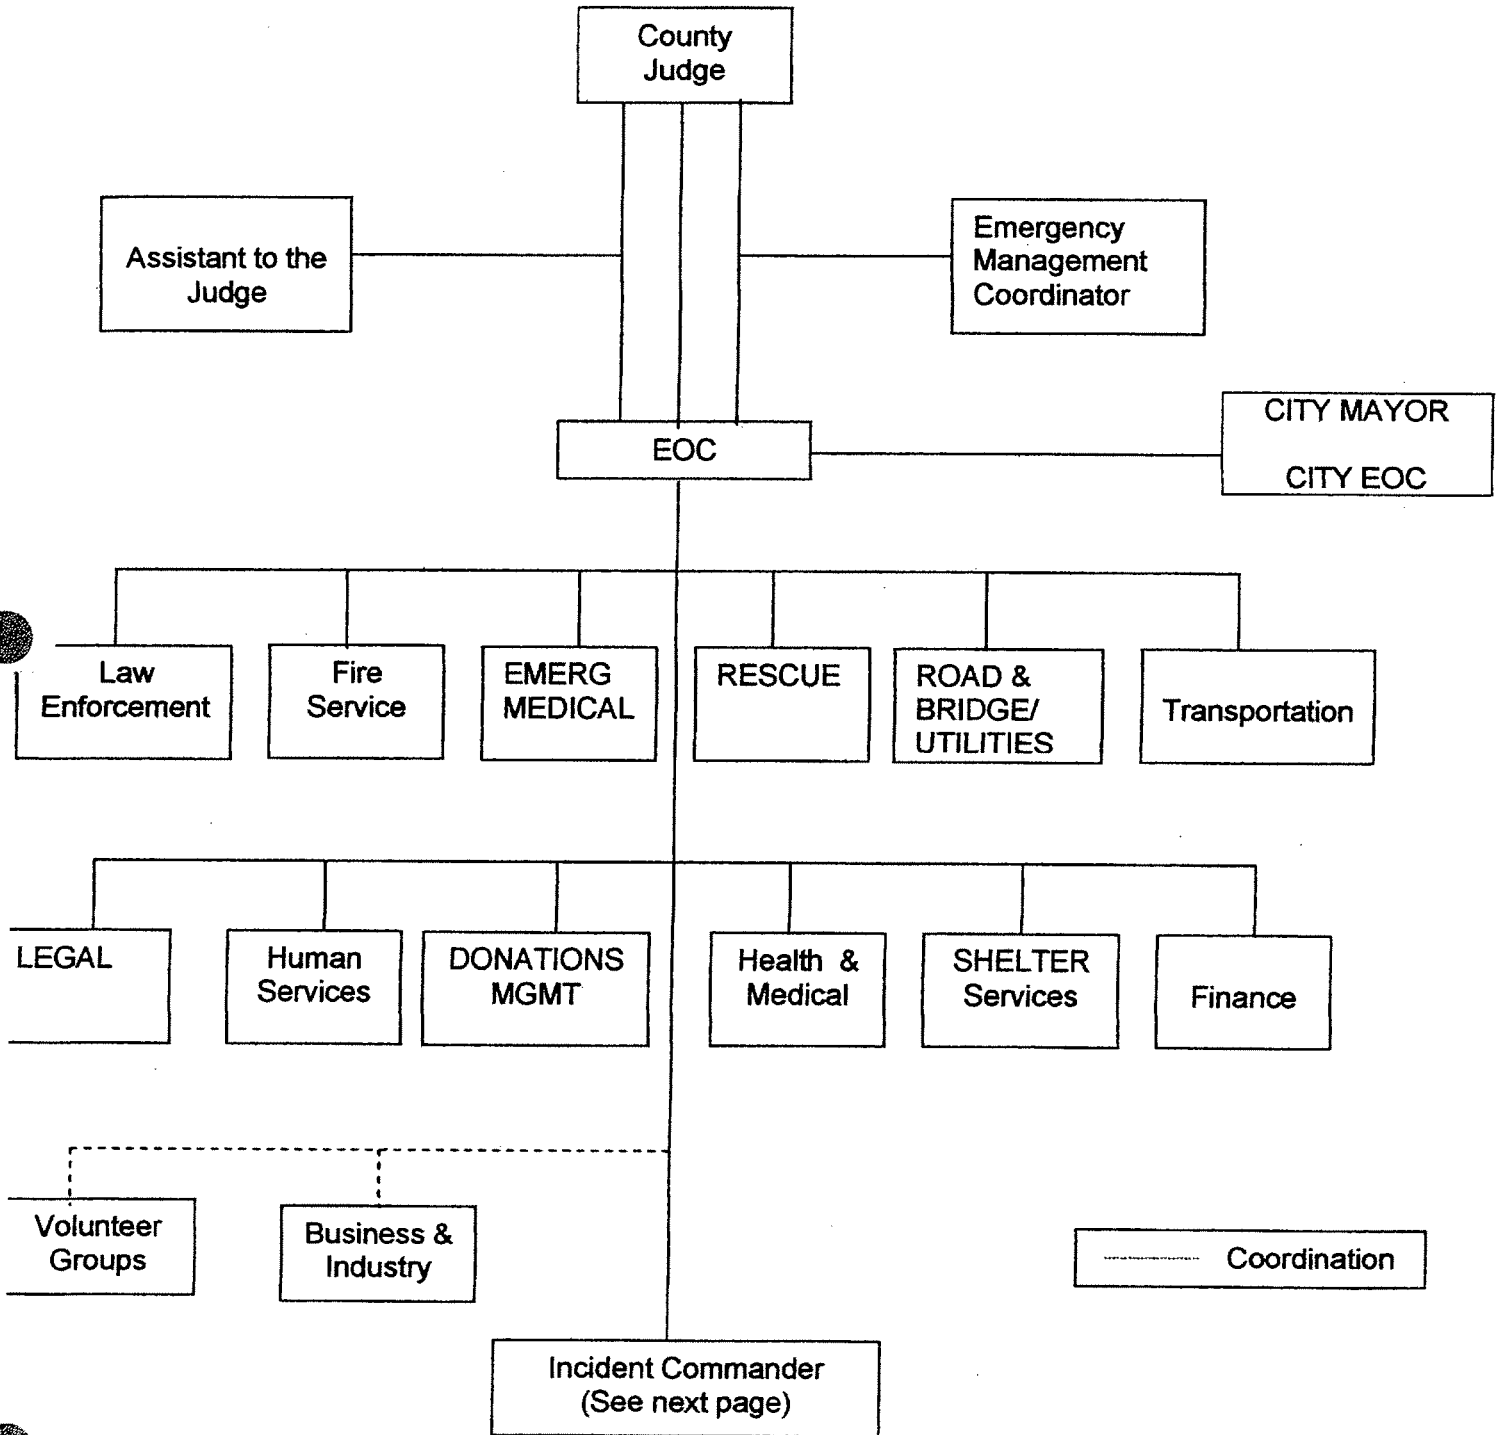 County
Judge
Assistant to the
Judge
Emergency
Management
Coordinator
EOC
CITY MAYOR
CITY EOC
Law
Enforcement
Fire
Service
EMERG
MEDICAL
RESCUE
ROAD &
BRIDGE/
UTILITIES
Transportation
LEGAL
Human
Services
DONATIONS
MGMT
Health &
Medical
SHELTER
Services
Finance
Volunteer
Groups
Business &
Industry
Coordination
Incident Commander
(See next page)